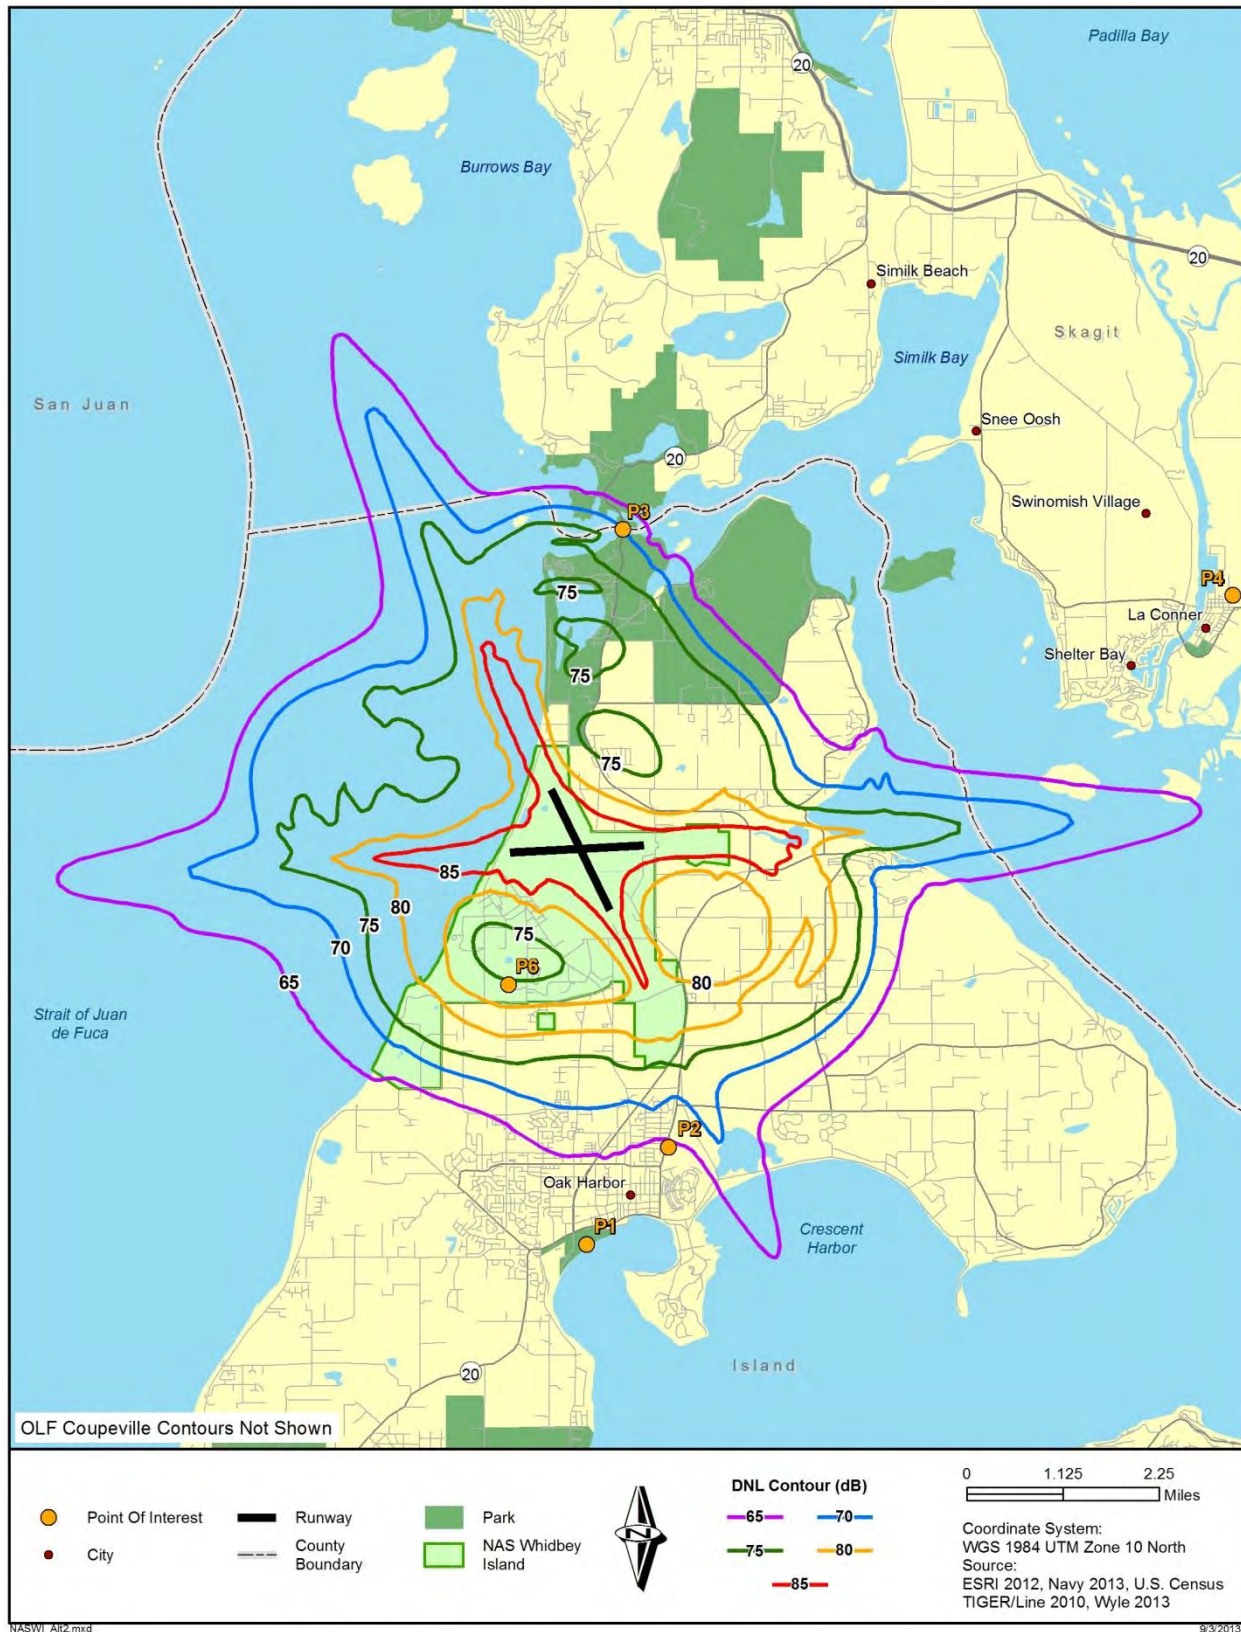 Padilla Bay
20
Burrows Bay
20
Similk Beach
Skagit
Similk Bay
San Juan
Snee Oosh
20
Swinomish Village
P3
P4
75
La Conner
Shelter Bay
75
75
85
80
75
75
P6
70
80
65
Strait of Juan
de Fuca
P2
Oak Harbor
P1
Crescent
Harbor
Island
20
OLF Coupeville Contours Not Shown
Point Of Interest
City
Runway
County
Boundary
Park
NAS Whidbey
Island
N
DNL Contour (dB)
65
70
75
80
85
0 1.125 2.25
Miles
Coordinate System:
WGS 1984 UTM Zone 10 North
Source:
ESRI 2012, Navy 2013, U.S. Census
TIGER/Line 2010, Wyle 2013
NASWI_Alt2.mxd
9/3/2013